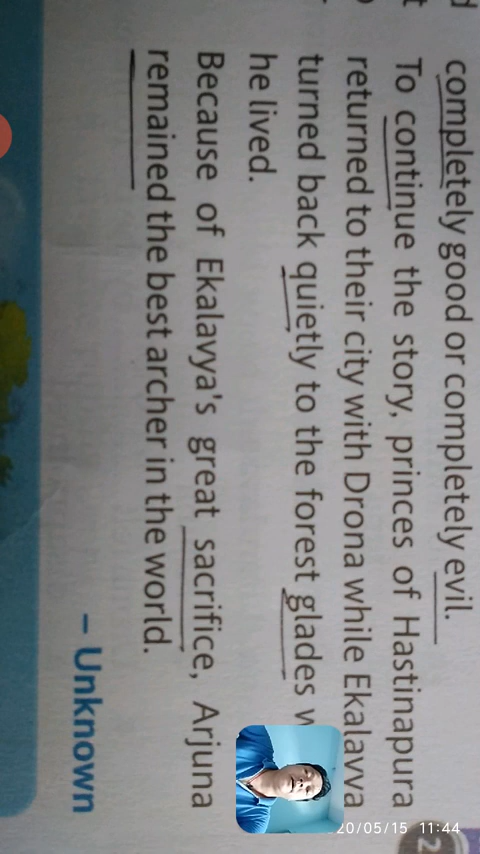 completely good or completely evil.
To continue the story, princes of Hastinapura
returned to their city with Drona while Ekalavya
turned back quietly to the forest glades
he lived.
Because of Ekalavya's great sacrifice, Arjuna
remained the best archer in the world.
– Unknown
2
20/05/15 11:44